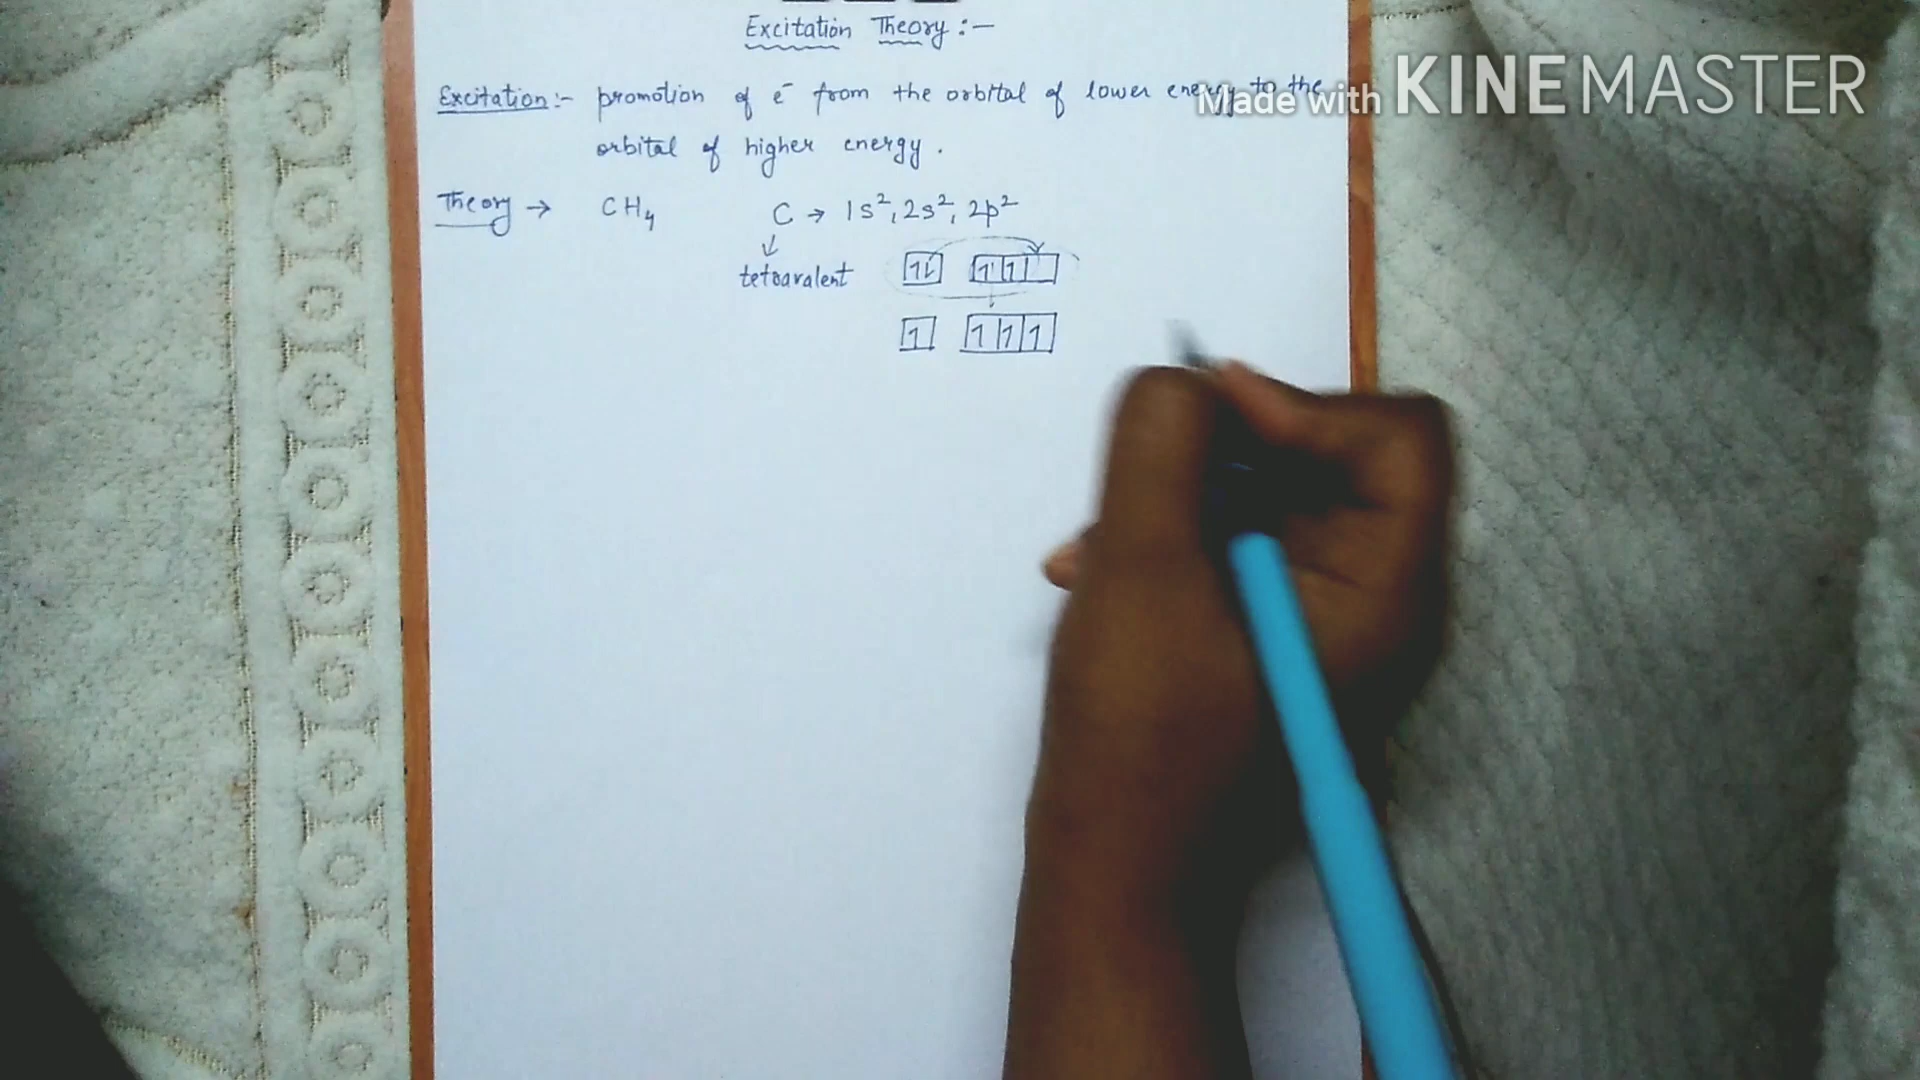 Excitation Theory :-
Excitation :- promotion of e⁻ from the orbital of lower energy to the
orbital of higher energy.
Theory → CH₄ C → 1s², 2s², 2p²
↓
tetravalent 1⇂ 1 1
↓
1 1 1 1
Made with KINEMASTER